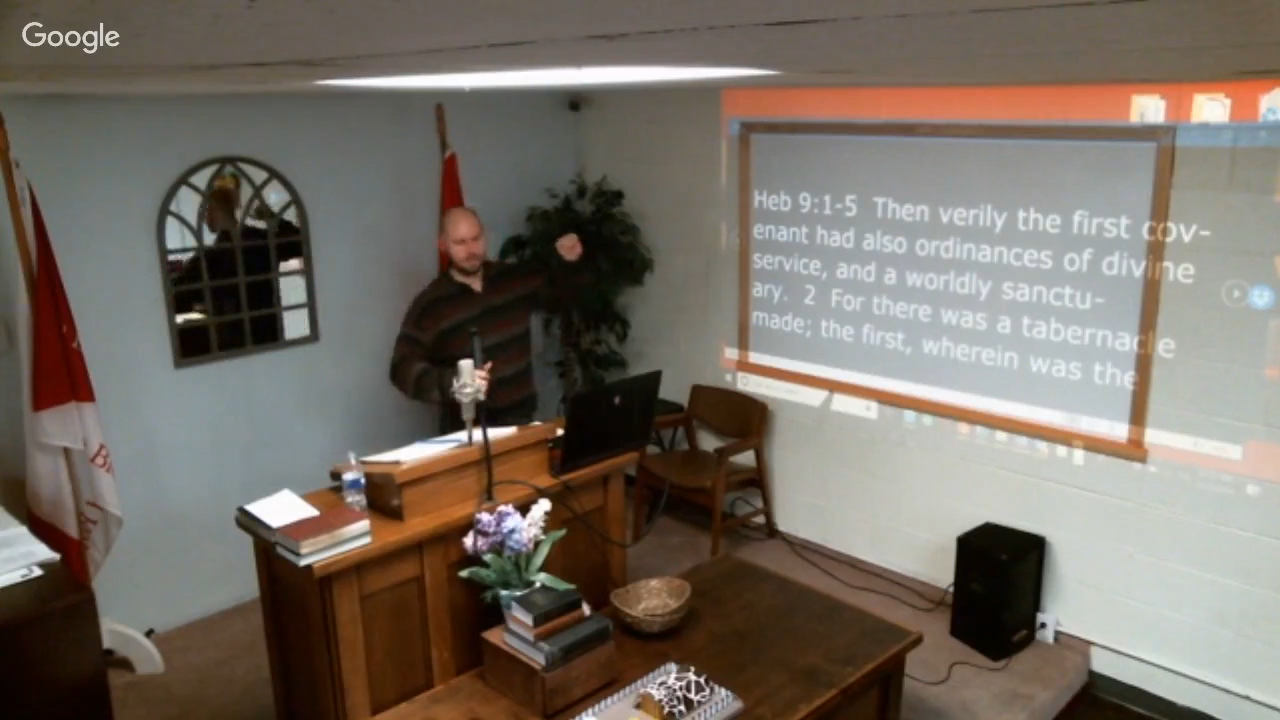 Google
Heb 9:1-5 Then verily the first cov-
enant had also ordinances of divine
service, and a worldly sanctu-
ary. 2 For there was a tabernacle
made; the first, wherein was the